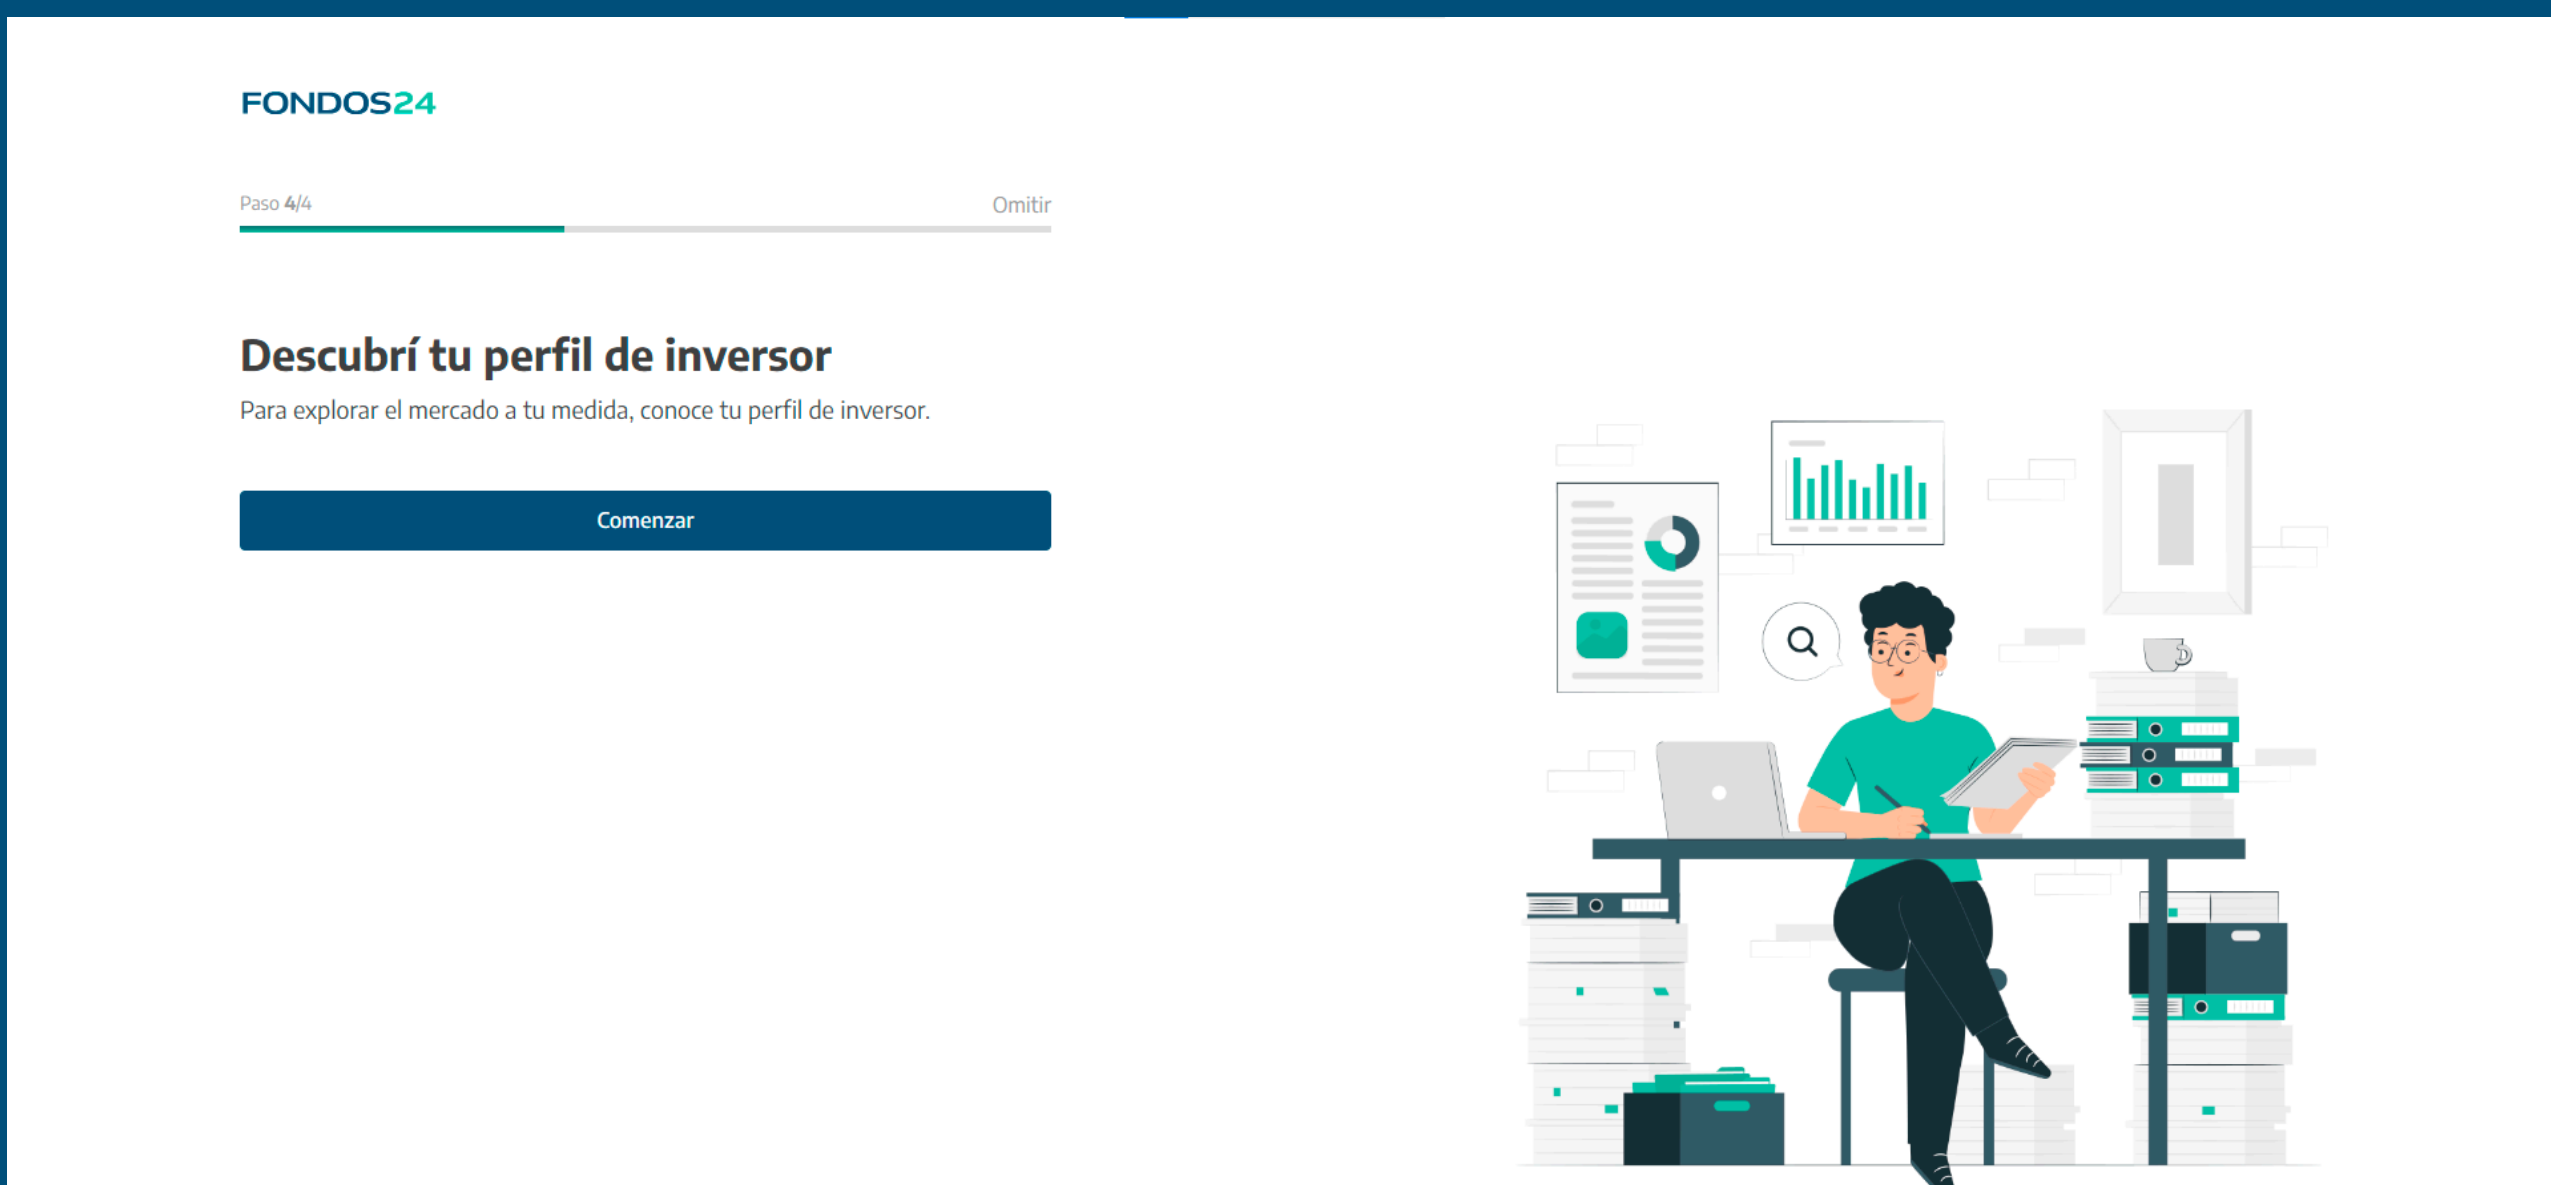 FONDOS24
Paso 4/4
Omitir
Descubrí tu perfil de inversor
Para explorar el mercado a tu medida, conoce tu perfil de inversor.
Comenzar